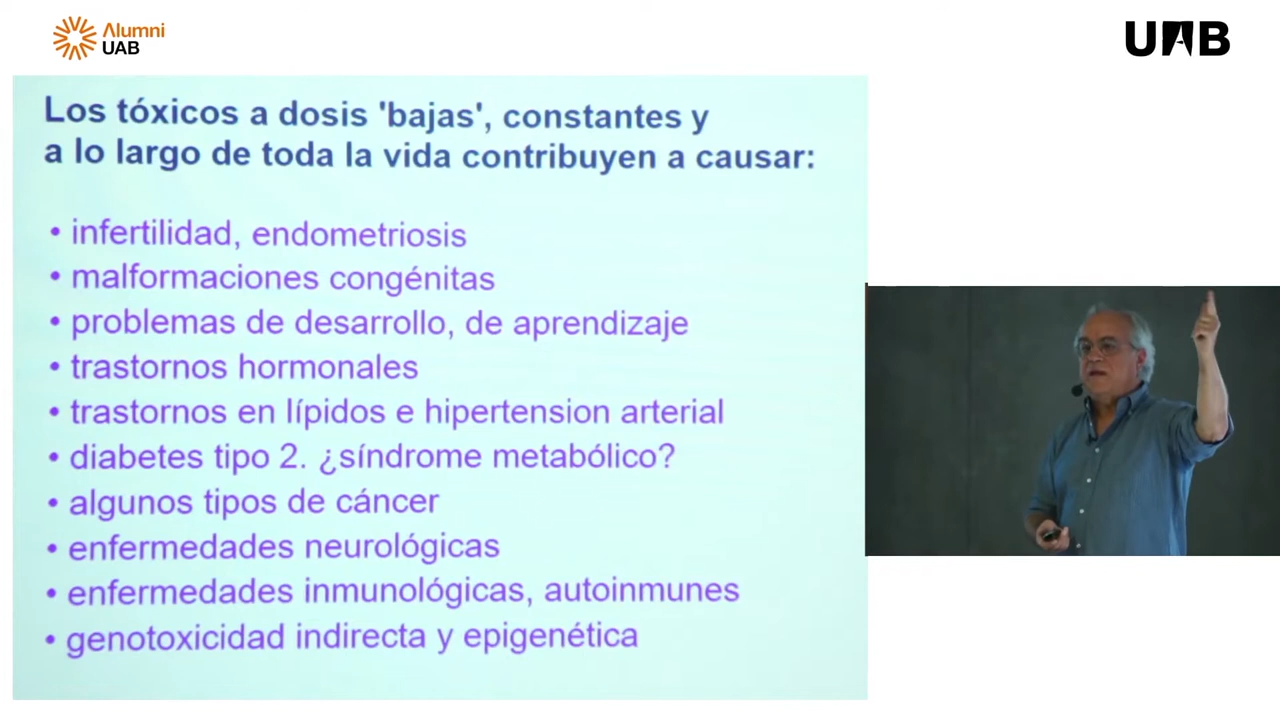 Alumni
UAB
UAB
Los tóxicos a dosis 'bajas', constantes y
a lo largo de toda la vida contribuyen a causar:
• infertilidad, endometriosis
• malformaciones congénitas
• problemas de desarrollo, de aprendizaje
• trastornos hormonales
• trastornos en lípidos e hipertension arterial
• diabetes tipo 2. ¿síndrome metabólico?
• algunos tipos de cáncer
• enfermedades neurológicas
• enfermedades inmunológicas, autoinmunes
• genotoxicidad indirecta y epigenética